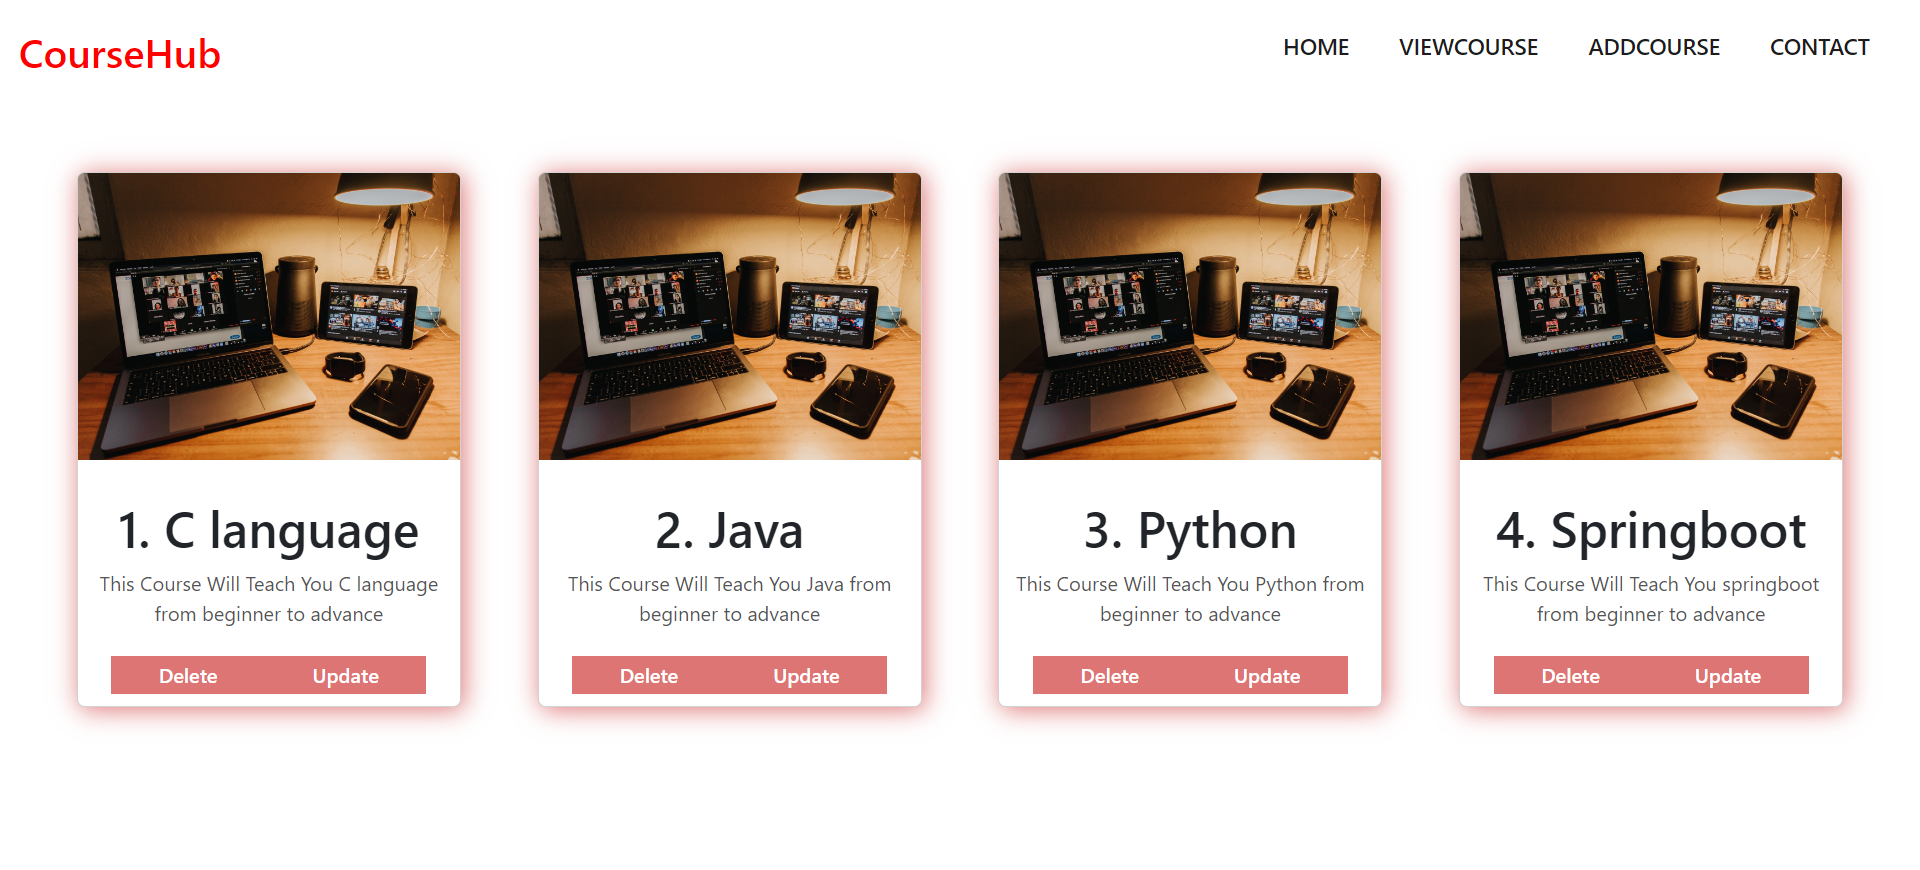 CourseHub
HOME VIEWCOURSE ADDCOURSE CONTACT
1. C language
This Course Will Teach You C language
from beginner to advance
Delete Update
2. Java
This Course Will Teach You Java from
beginner to advance
Delete Update
3. Python
This Course Will Teach You Python from
beginner to advance
Delete Update
4. Springboot
This Course Will Teach You springboot
from beginner to advance
Delete Update